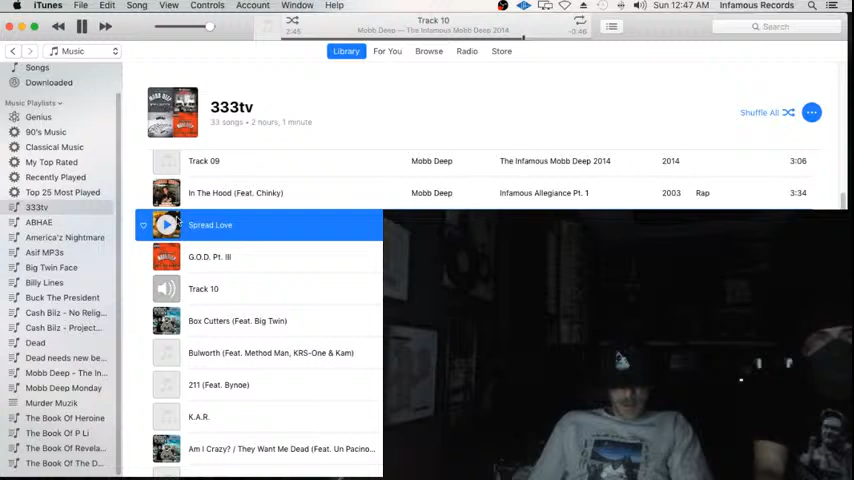 iTunes File Edit Song View Controls Account Window Help Sun 12:47 AM Infamous Records
Track 10
2:45 Mobb Deep — The Infamous Mobb Deep 2014 -0:46
Search
Music Library For You Browse Radio Store
Songs
Downloaded
Music Playlists
Genius
90's Music
Classical Music
My Top Rated
Recently Played
Top 25 Most Played
333tv
ABHAE
America'z Nightmare
Asif MP3s
Big Twin Face
Billy Lines
Buck The President
Cash Bilz - No Relig...
Cash Bilz - Project...
Dead
Dead needs new be...
Mobb Deep - The In...
Mobb Deep Monday
Murder Muzik
The Book Of Heroine
The Book Of P Li
The Book Of Revela...
The Book Of The D...
333tv
33 songs • 2 hours, 1 minute
Shuffle All
Track 09 Mobb Deep The Infamous Mobb Deep 2014 2014 3:06
In The Hood (Feat. Chinky) Mobb Deep Infamous Allegiance Pt. 1 2003 Rap 3:34
Spread Love
G.O.D. Pt. III
Track 10
Box Cutters (Feat. Big Twin)
Bulworth (Feat. Method Man, KRS-One & Kam)
211 (Feat. Bynoe)
K.A.R.
Am I Crazy? / They Want Me Dead (Feat. Un Pacino...